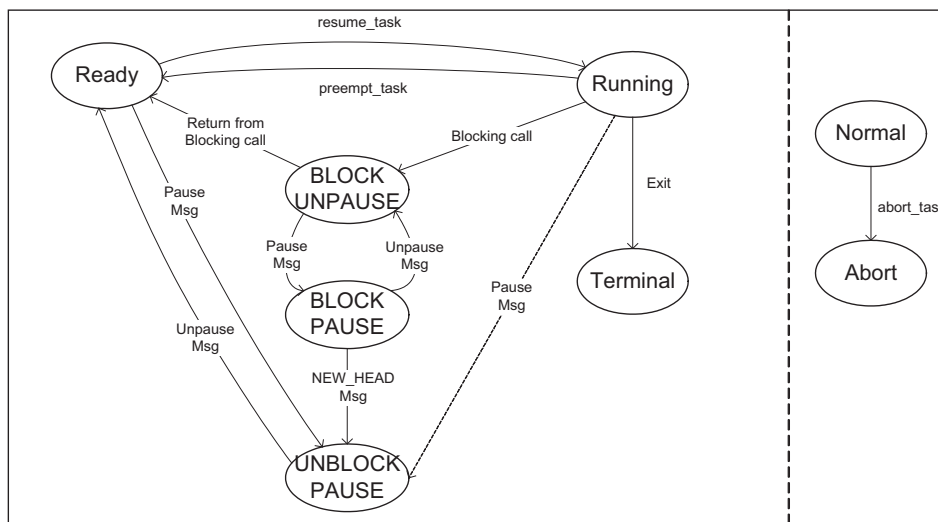 resume_task
Ready
Running
preempt_task
Return from
Blocking call
Blocking call
Normal
BLOCK
UNPAUSE
Pause
Msg
Exit
abort_tas
Pause
Msg
Unpause
Msg
Abort
Terminal
BLOCK
PAUSE
Pause
Msg
Unpause
Msg
NEW_HEAD
Msg
UNBLOCK
PAUSE